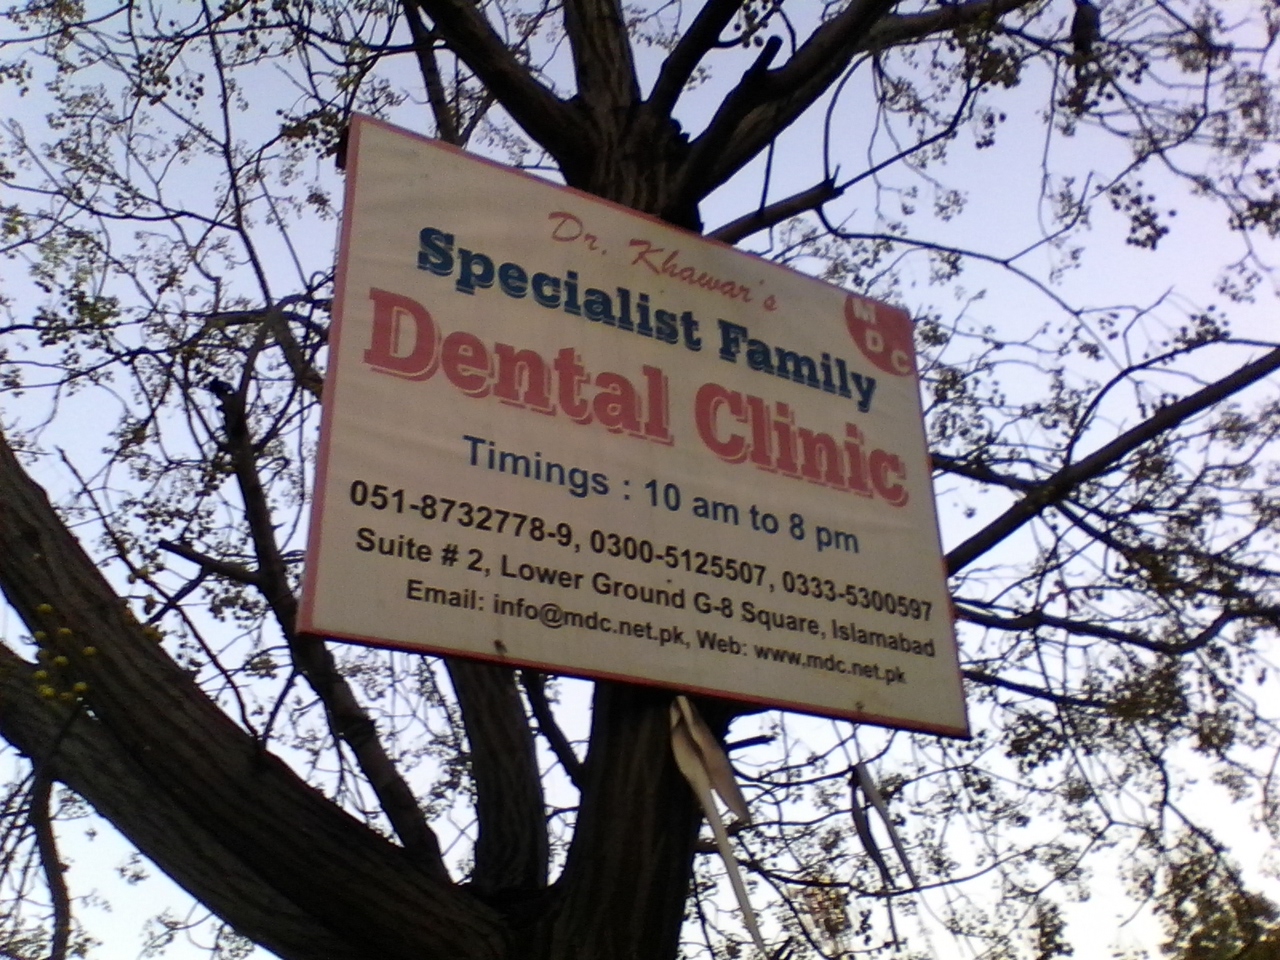 Dr. Khawar's
M
D C
Specialist Family
Dental Clinic
Timings : 10 am to 8 pm
051-8732778-9, 0300-5125507, 0333-5300597
Suite # 2, Lower Ground G-8 Square, Islamabad
Email: info@mdc.net.pk, Web: www.mdc.net.pk